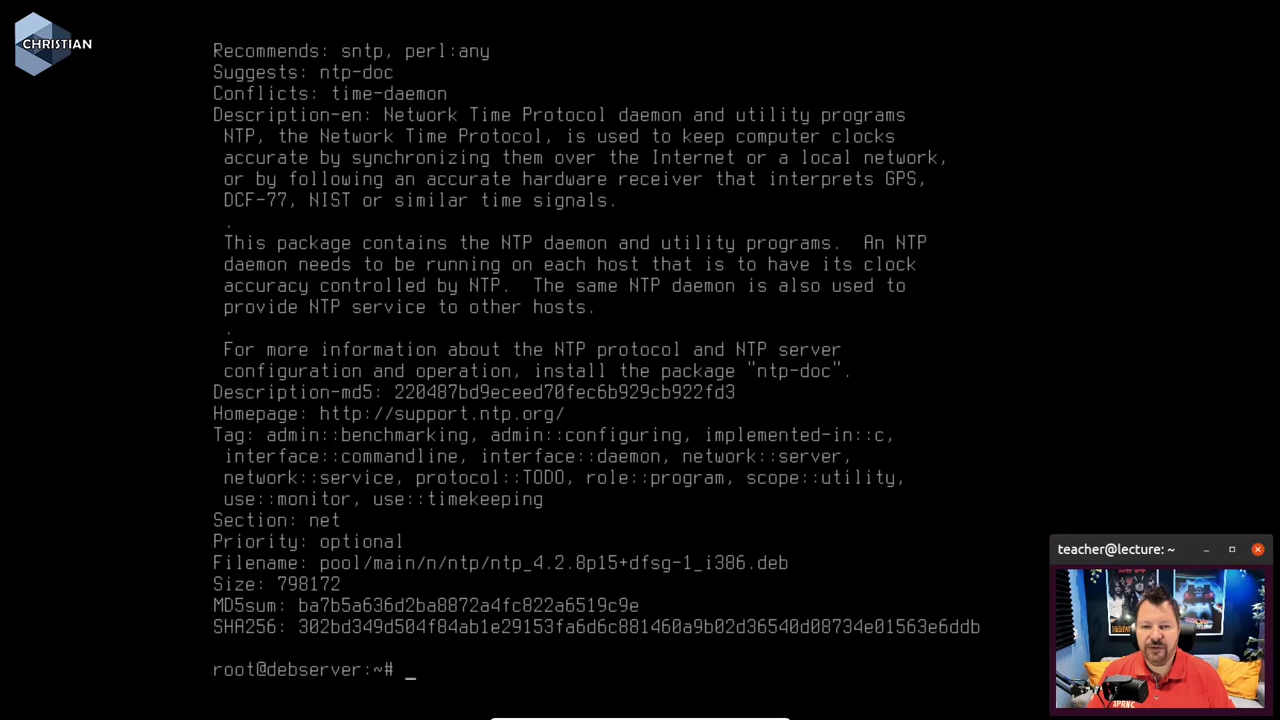 CHRISTIAN
Recommends: sntp, perl:any
Suggests: ntp-doc
Conflicts: time-daemon
Description-en: Network Time Protocol daemon and utility programs
NTP, the Network Time Protocol, is used to keep computer clocks
accurate by synchronizing them over the Internet or a local network,
or by following an accurate hardware receiver that interprets GPS,
DCF-77, NIST or similar time signals.
.
This package contains the NTP daemon and utility programs.  An NTP
daemon needs to be running on each host that is to have its clock
accuracy controlled by NTP.  The same NTP daemon is also used to
provide NTP service to other hosts.
.
For more information about the NTP protocol and NTP server
configuration and operation, install the package "ntp-doc".
Description-md5: 220487bd9eceed70fec6b929cb922fd3
Homepage: http://support.ntp.org/
Tag: admin::benchmarking, admin::configuring, implemented-in::c,
interface::commandline, interface::daemon, network::server,
network::service, protocol::TODO, role::program, scope::utility,
use::monitor, use::timekeeping
Section: net
Priority: optional
Filename: pool/main/n/ntp/ntp_4.2.8p15+dfsg-1_i386.deb
Size: 798172
MD5sum: ba7b5a636d2ba8872a4fc822a6519c9e
SHA256: 302bd349d504f84ab1e29153fa6d6c881460a9b02d36540d08734e01563e6ddb
root@debserver:~# _
teacher@lecture: ~